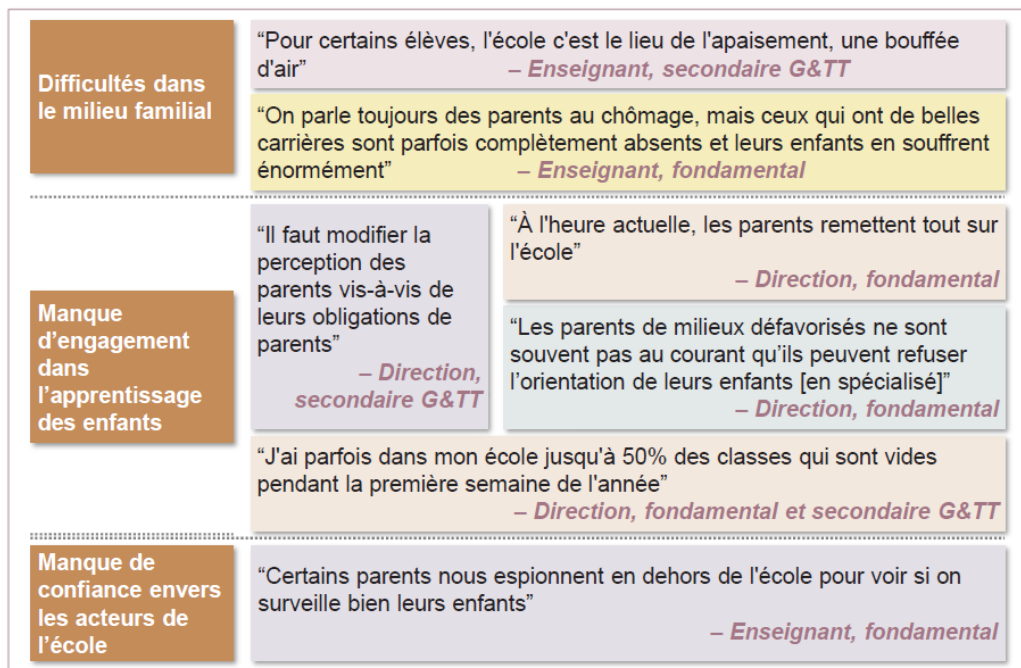 Difficultés dans
le milieu familial
“Pour certains élèves, l'école c'est le lieu de l'apaisement, une bouffée
d'air” – Enseignant, secondaire G&TT
“On parle toujours des parents au chômage, mais ceux qui ont de belles
carrières sont parfois complètement absents et leurs enfants en souffrent
énormément” – Enseignant, fondamental
Manque
d’engagement
dans
l’apprentissage
des enfants
“Il faut modifier la
perception des
parents vis-à-vis de
leurs obligations de
parents”
– Direction,
secondaire G&TT
“À l'heure actuelle, les parents remettent tout sur
l'école”
– Direction, fondamental
“Les parents de milieux défavorisés ne sont
souvent pas au courant qu’ils peuvent refuser
l’orientation de leurs enfants [en spécialisé]”
– Direction, fondamental
“J'ai parfois dans mon école jusqu'à 50% des classes qui sont vides
pendant la première semaine de l'année”
– Direction, fondamental et secondaire G&TT
Manque de
confiance envers
les acteurs de
l’école
“Certains parents nous espionnent en dehors de l'école pour voir si on
surveille bien leurs enfants”
– Enseignant, fondamental